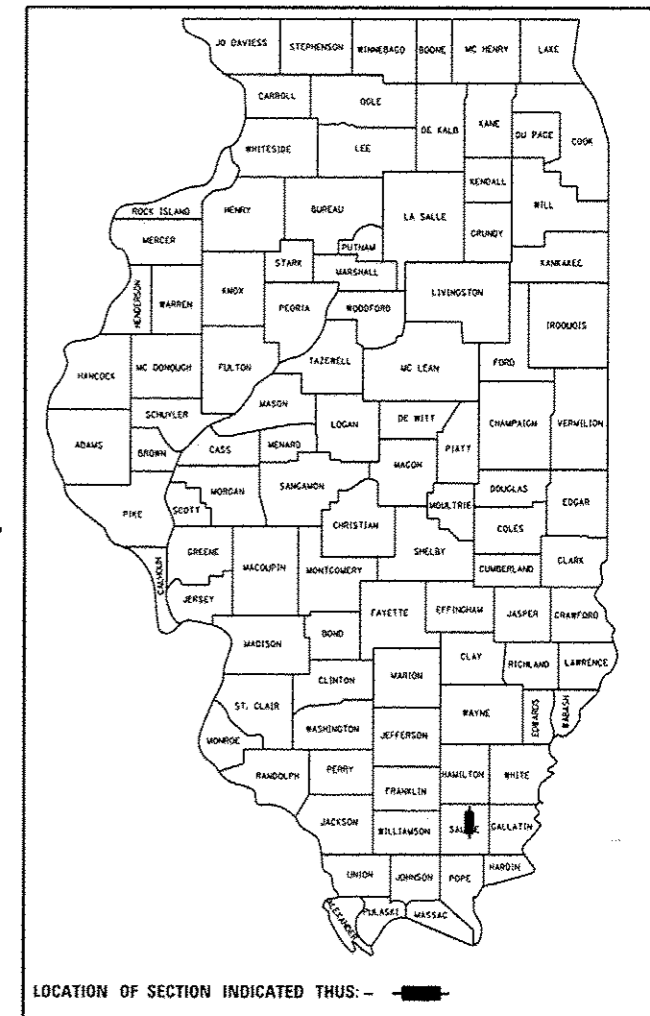 JO DAVIESS STEPHENSON WINNEBAGO BOONE MC HENRY LAKE
CARROLL OGLE DE KALB KANE DU PAGE COOK
WHITESIDE LEE KENDALL WILL
ROCK ISLAND HENRY BUREAU LA SALLE GRUNDY
MERCER PUTNAM KANKAKEE
HENDERSON WARREN KNOX STARK MARSHALL LIVINGSTON
PEORIA WOODFORD IROQUOIS
HANCOCK MC DONOUGH FULTON TAZEWELL MC LEAN FORD
SCHUYLER MASON LOGAN DE WITT CHAMPAIGN VERMILION
ADAMS BROWN CASS MENARD PIATT
MORGAN SANGAMON MACON DOUGLAS EDGAR
PIKE SCOTT CHRISTIAN MOULTRIE COLES
CALHOUN GREENE MACOUPIN MONTGOMERY SHELBY CUMBERLAND CLARK
JERSEY FAYETTE EFFINGHAM JASPER CRAWFORD
MADISON BOND CLAY RICHLAND LAWRENCE
CLINTON MARION
ST. CLAIR WAYNE EDWARDS WABASH
MONROE WASHINGTON JEFFERSON
RANDOLPH PERRY HAMILTON WHITE
FRANKLIN
JACKSON WILLIAMSON GALLATIN
UNION JOHNSON POPE HARDIN
ALEXANDER PULASKI MASSAC
LOCATION OF SECTION INDICATED THUS: -